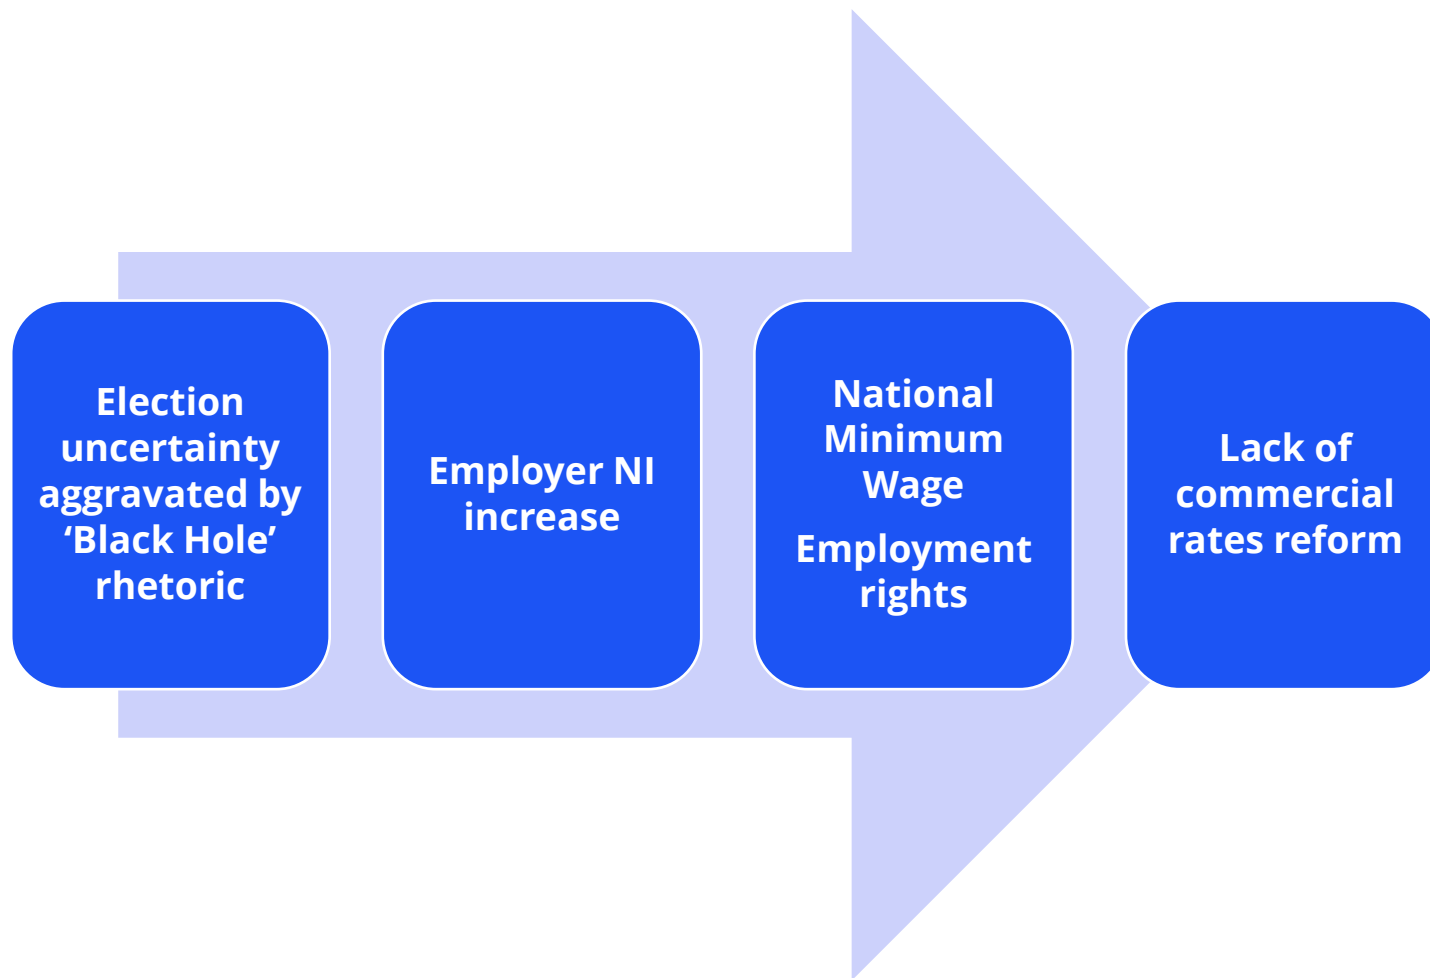 Election
uncertainty
aggravated by
‘Black Hole’
rhetoric
Employer NI
increase
National
Minimum
Wage
Employment
rights
Lack of
commercial
rates reform